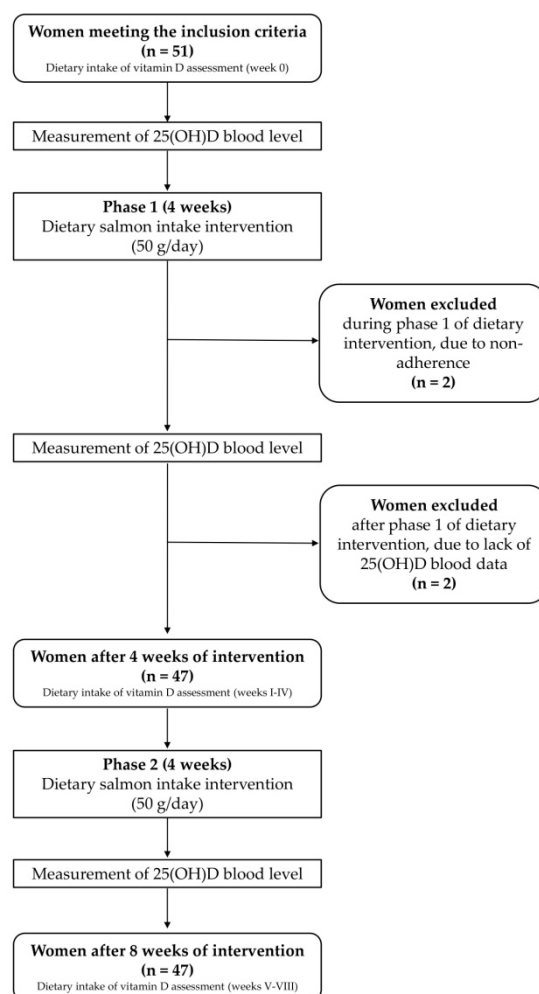 Women meeting the inclusion criteria
(n = 51)
Dietary intake of vitamin D assessment (week 0)
Measurement of 25(OH)D blood level
Phase 1 (4 weeks)
Dietary salmon intake intervention
(50 g/day)
Women excluded
during phase 1 of dietary
intervention, due to non-
adherence
(n = 2)
Measurement of 25(OH)D blood level
Women excluded
after phase 1 of dietary
intervention, due to lack of
25(OH)D blood data
(n = 2)
Women after 4 weeks of intervention
(n = 47)
Dietary intake of vitamin D assessment (weeks I-IV)
Phase 2 (4 weeks)
Dietary salmon intake intervention
(50 g/day)
Measurement of 25(OH)D blood level
Women after 8 weeks of intervention
(n = 47)
Dietary intake of vitamin D assessment (weeks V-VIII)